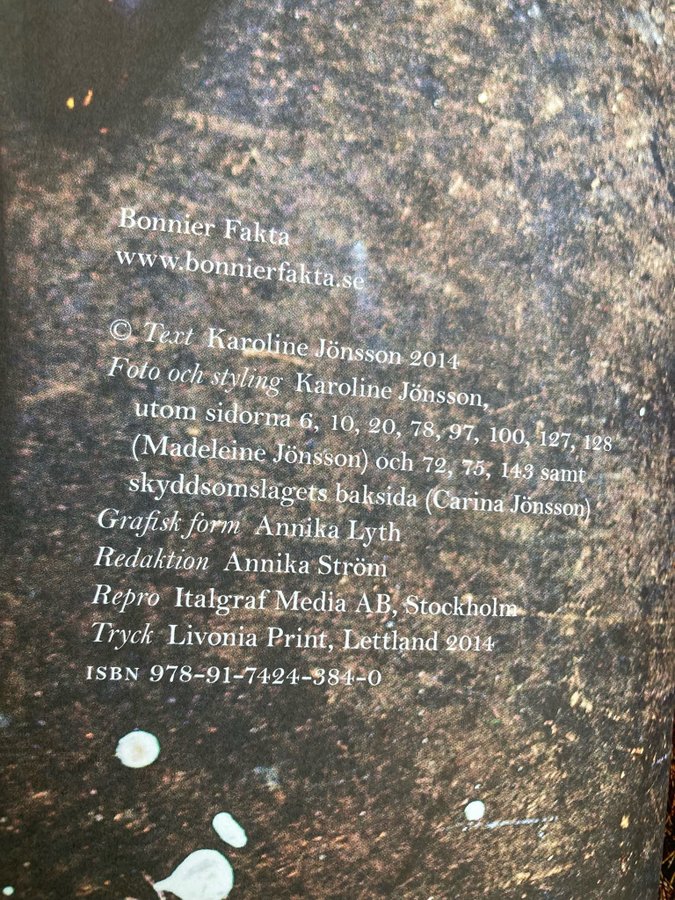 Bonnier Fakta
www.bonnierfakta.se
© Text Karoline Jönsson 2014
Foto och styling Karoline Jönsson,
utom sidorna 6, 10, 20, 78, 97, 100, 127, 128
(Madeleine Jönsson) och 72, 75, 143 samt
skyddsomslagets baksida (Carina Jönsson)
Grafisk form Annika Lyth
Redaktion Annika Ström
Repro Italgraf Media AB, Stockholm
Tryck Livonia Print, Lettland 2014
ISBN 978-91-7424-384-0